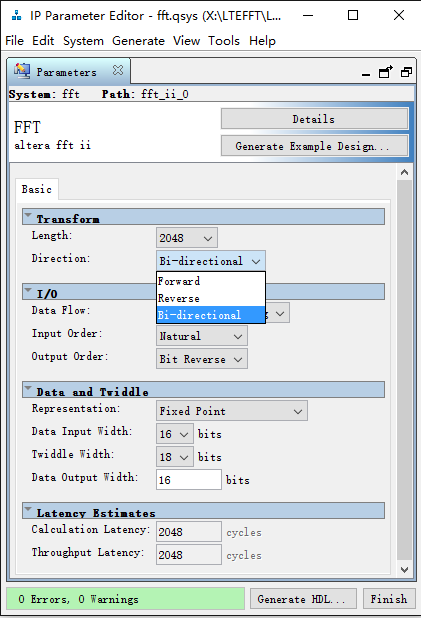 IP Parameter Editor - fft.qsys (X:\LTEFFT\L...
File Edit System Generate View Tools Help
Parameters
System: fft Path: fft_ii_0
FFT
altera fft ii
Details
Generate Example Design...
Basic
Transform
Length: 2048
Direction: Bi-directional
Forward
Reverse
Bi-directional
I/O
Data Flow:
Input Order: Natural
Output Order: Bit Reverse
Data and Twiddle
Representation: Fixed Point
Data Input Width: 16 bits
Twiddle Width: 18 bits
Data Output Width: 16 bits
Latency Estimates
Calculation Latency: 2048 cycles
Throughput Latency: 2048 cycles
0 Errors, 0 Warnings
Generate HDL...
Finish